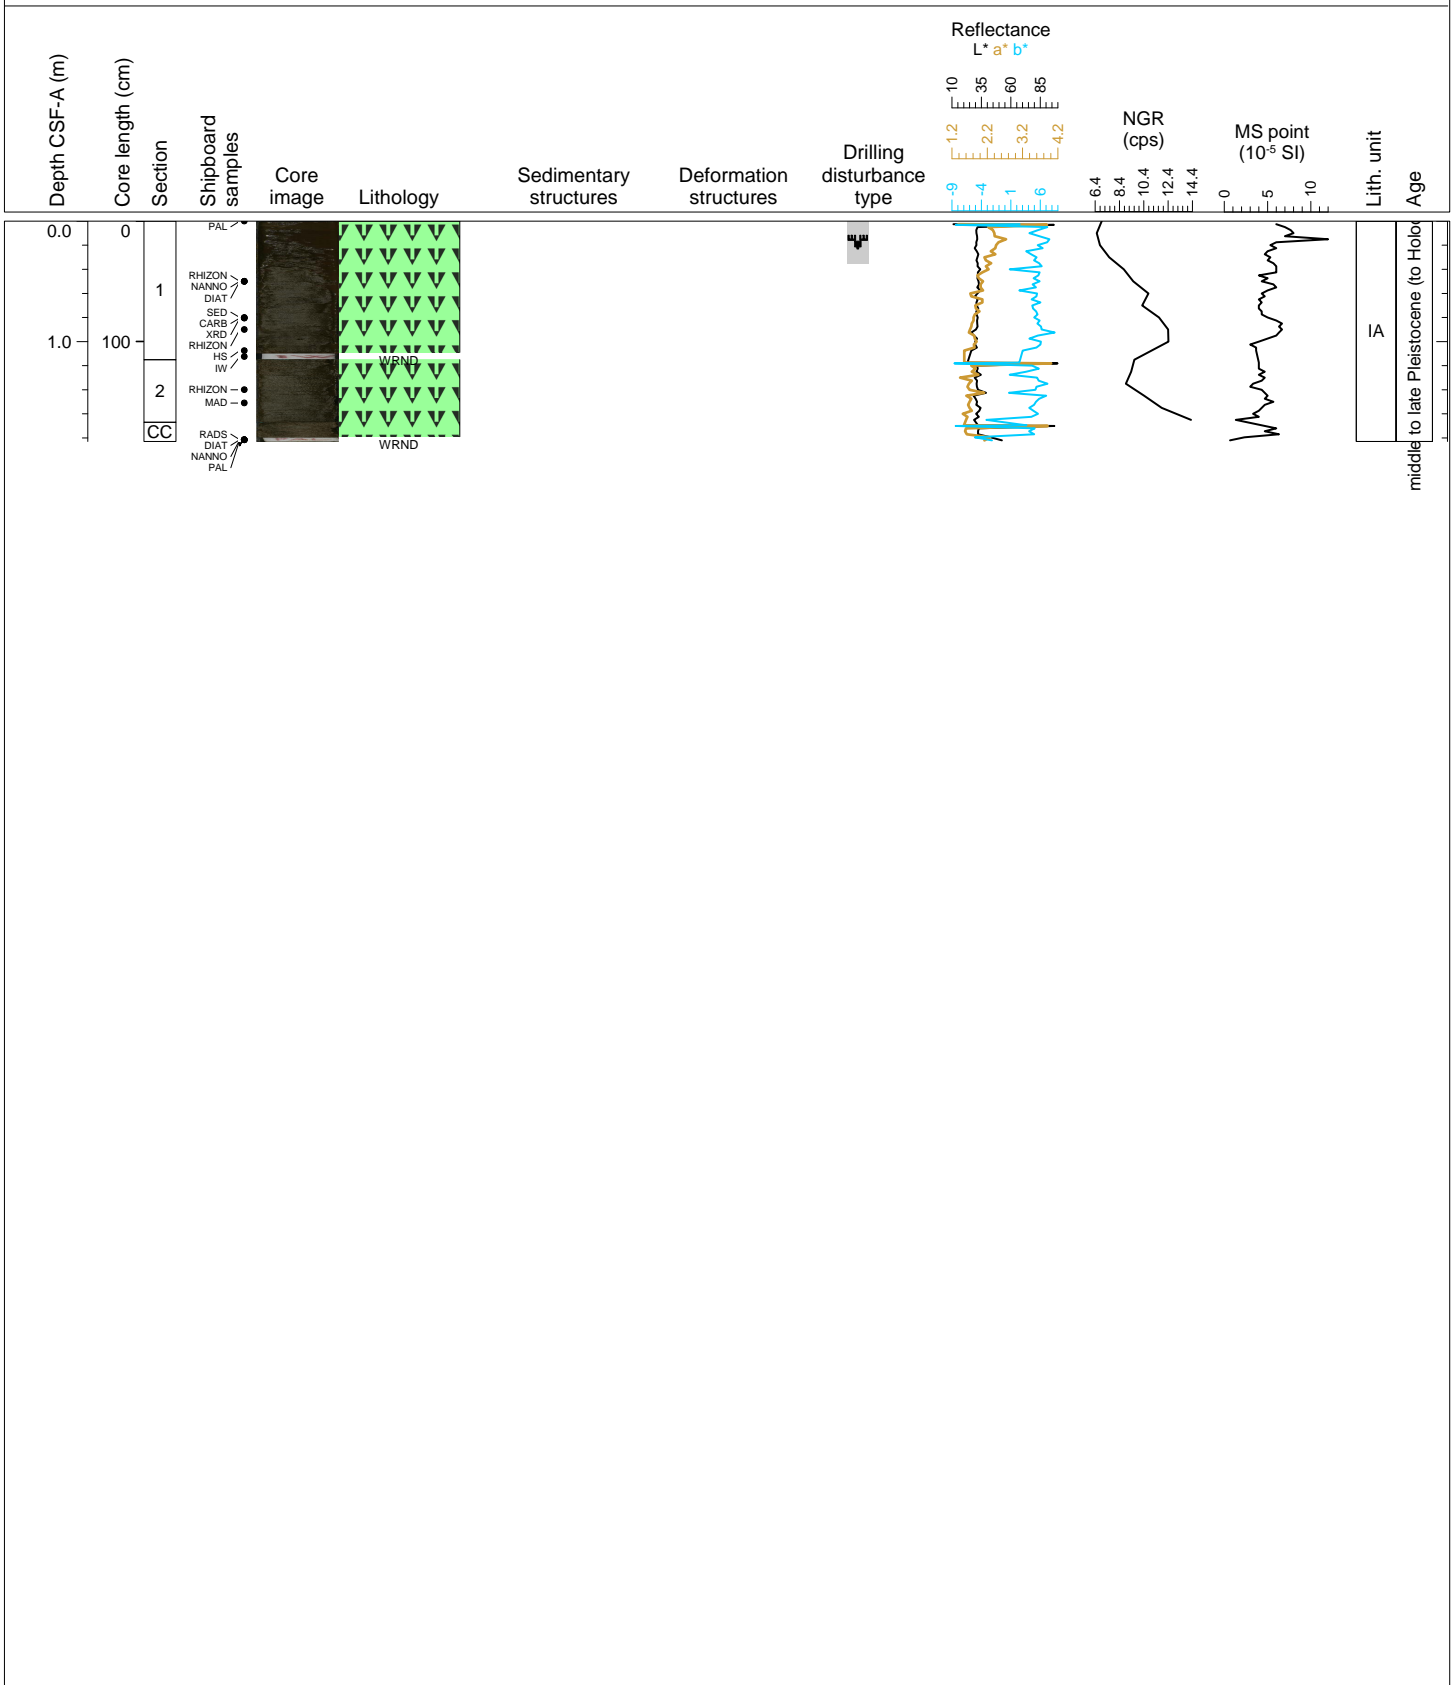 Depth CSF-A (m)
Core length (cm)
Section
Shipboard
samples
Core
image
Lithology
Sedimentary
structures
Deformation
structures
Drilling
disturbance
type
Reflectance
L* a* b*
10 35 60 85
1.2 2.2 3.2 4.2
-9 -4 1 6
NGR
(cps)
6.4 8.4 10.4 12.4 14.4
MS point
(10-5 SI)
0 5 10
Lith. unit
Age
0.0
1.0
0
100
1
2
CC
PAL
RHIZON
NANNO
DIAT
SED
CARB
XRD
RHIZON
HS
IW
RHIZON
MAD
RADS
DIAT
NANNO
PAL
WRND
WRND
IA
middle to late Pleistocene (to Holoc